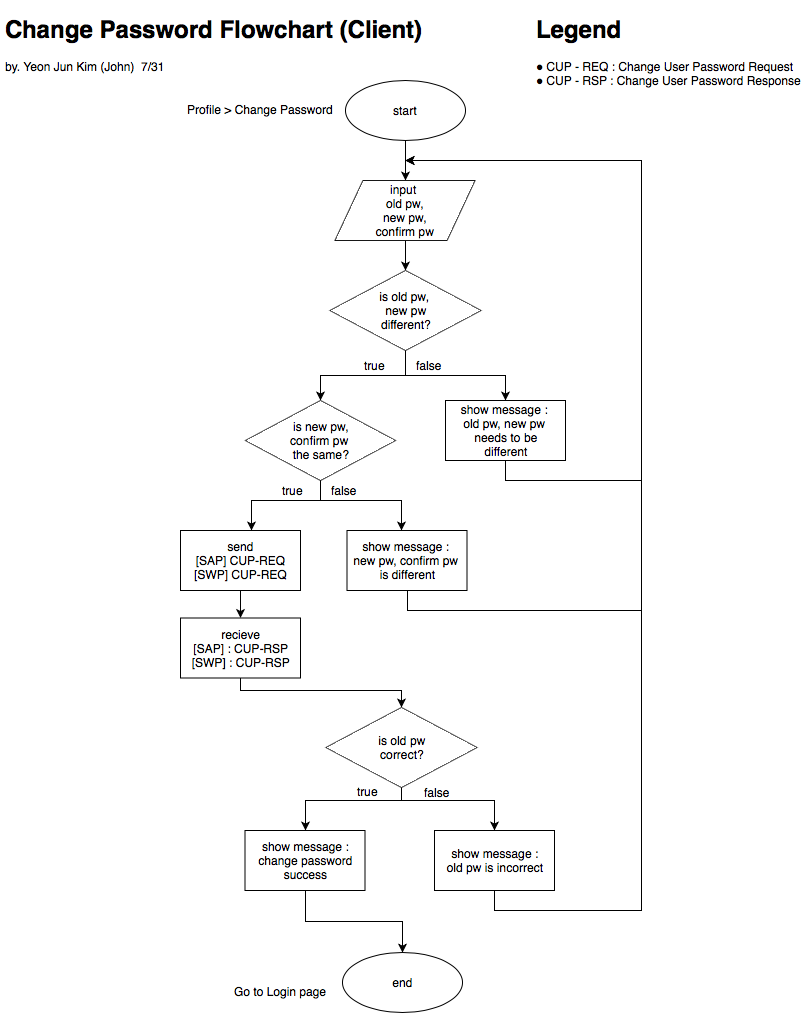 Change Password Flowchart (Client)
Legend
by. Yeon Jun Kim (John)  7/31
● CUP - REQ : Change User Password Request
● CUP - RSP : Change User Password Response
Profile > Change Password
start
input
old pw,
new pw,
confirm pw
is old pw,
new pw
different?
true
false
is new pw,
confirm pw
the same?
show message :
old pw, new pw
needs to be
different
true
false
send
[SAP] CUP-REQ
[SWP] CUP-REQ
show message :
new pw, confirm pw
is different
recieve
[SAP] : CUP-RSP
[SWP] : CUP-RSP
is old pw
correct?
true
false
show message :
change password
success
show message :
old pw is incorrect
end
Go to Login page